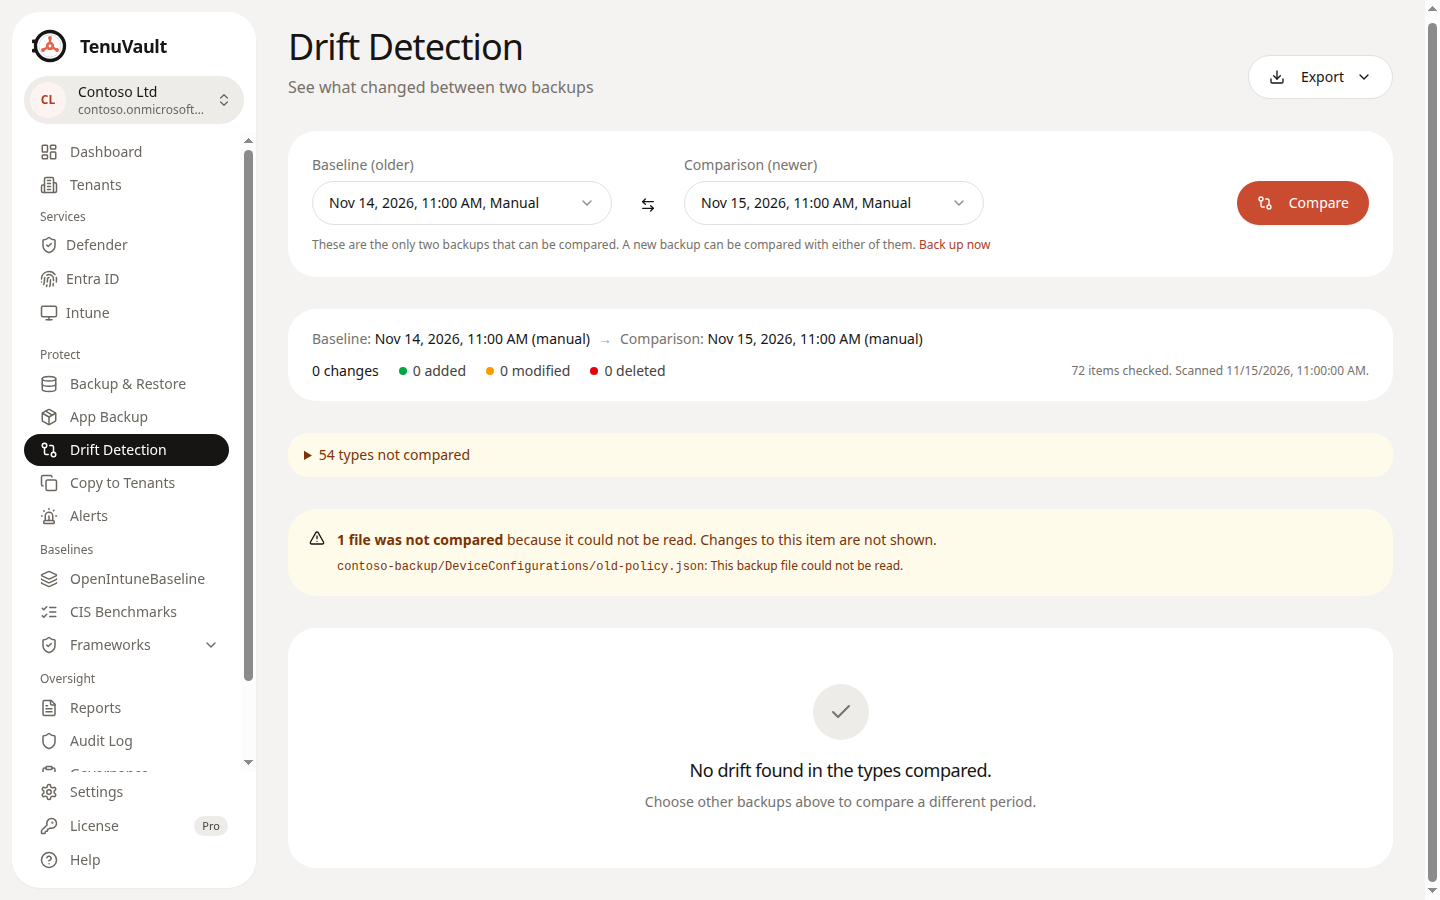 TenuVault
CL
Contoso Ltd
contoso.onmicrosoft...
Dashboard
Tenants
Services
Defender
Entra ID
Intune
Protect
Backup & Restore
App Backup
Drift Detection
Copy to Tenants
Alerts
Baselines
OpenIntuneBaseline
CIS Benchmarks
Frameworks
Oversight
Reports
Audit Log
Settings
License
Pro
Help
Drift Detection
See what changed between two backups
Export
Baseline (older)
Comparison (newer)
Nov 14, 2026, 11:00 AM, Manual
Nov 15, 2026, 11:00 AM, Manual
Compare
These are the only two backups that can be compared. A new backup can be compared with either of them. Back up now
Baseline: Nov 14, 2026, 11:00 AM (manual) → Comparison: Nov 15, 2026, 11:00 AM (manual)
0 changes 0 added 0 modified 0 deleted
72 items checked. Scanned 11/15/2026, 11:00:00 AM.
54 types not compared
1 file was not compared because it could not be read. Changes to this item are not shown.
contoso-backup/DeviceConfigurations/old-policy.json: This backup file could not be read.
No drift found in the types compared.
Choose other backups above to compare a different period.